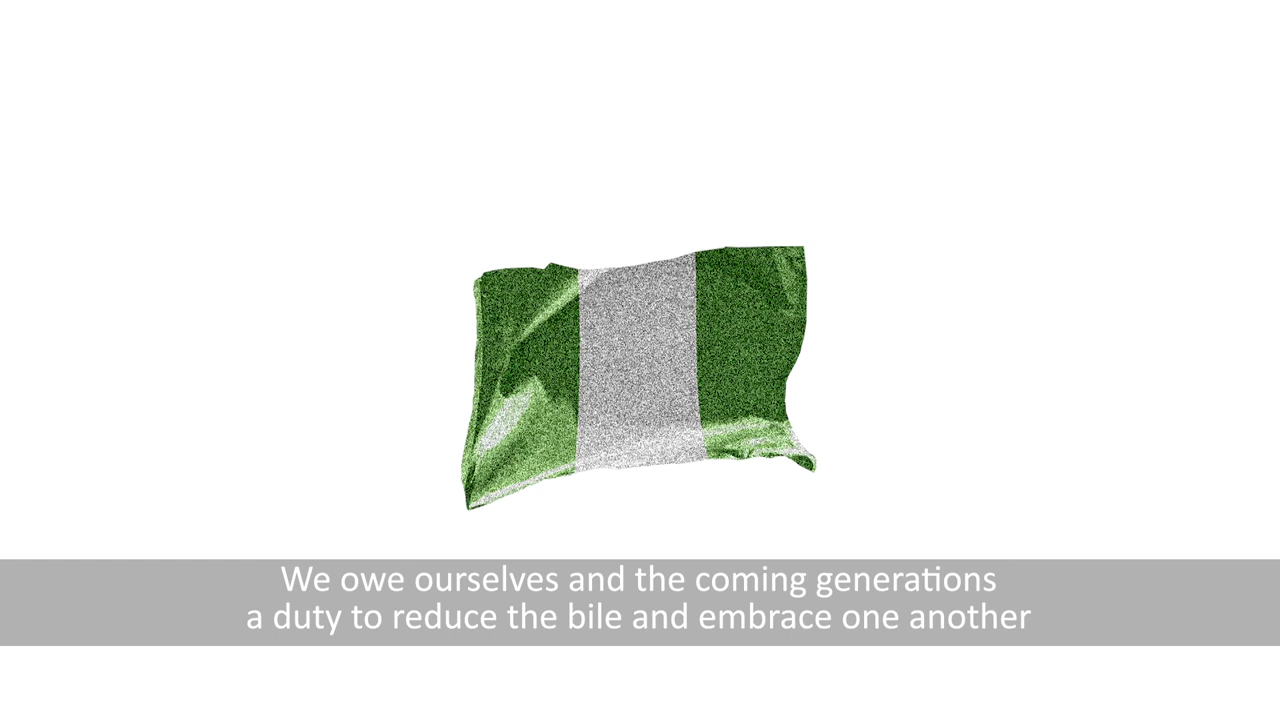 We owe ourselves and the coming generations
a duty to reduce the bile and embrace one another